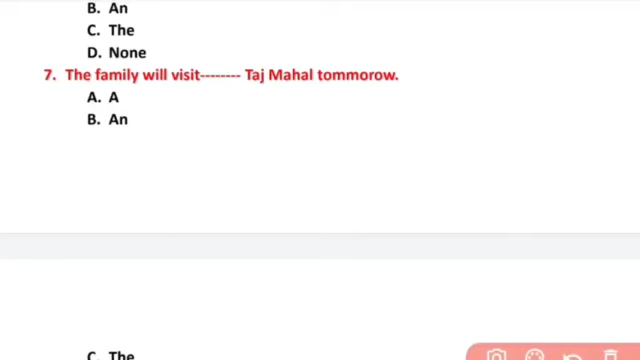 B. An
C. The
D. None
7. The family will visit-------- Taj Mahal tommorow.
A. A
B. An
C. The